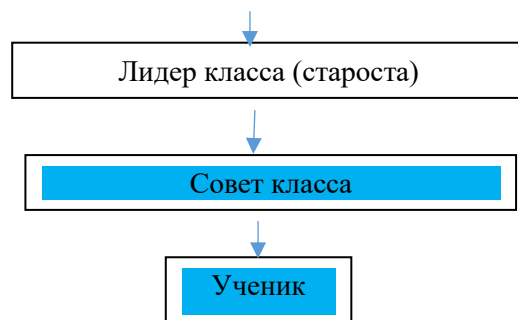 Лидер класса (староста)
Совет класса
Ученик